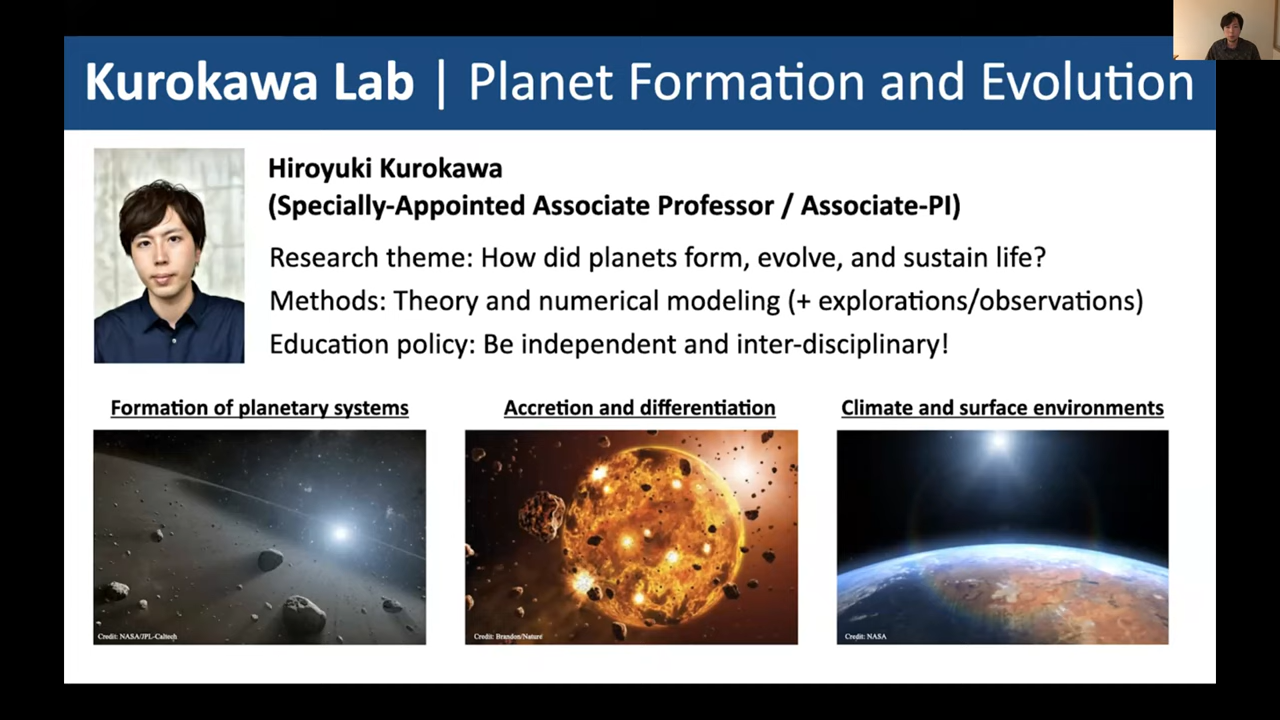 Kurokawa Lab | Planet Formation and Evolution
Hiroyuki Kurokawa
(Specially-Appointed Associate Professor / Associate-PI)
Research theme: How did planets form, evolve, and sustain life?
Methods: Theory and numerical modeling (+ explorations/observations)
Education policy: Be independent and inter-disciplinary!
Formation of planetary systems
Accretion and differentiation
Climate and surface environments
Credit: NASA/JPL-Caltech
Credit: Brandon/Nature
Credit: NASA